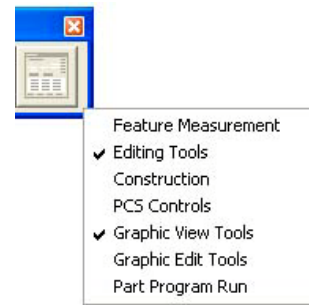 Feature Measurement
Editing Tools
Construction
PCS Controls
Graphic View Tools
Graphic Edit Tools
Part Program Run